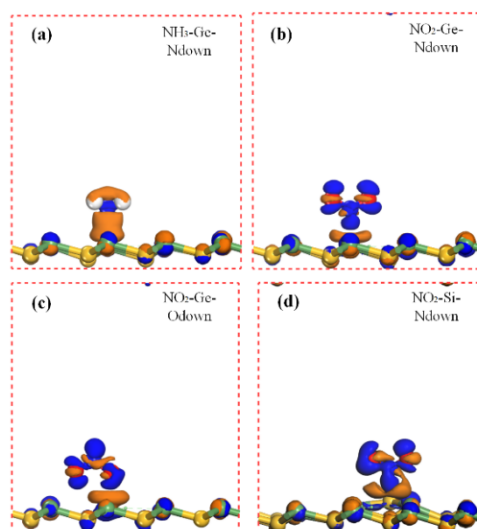 (a)
NH₃-Ge-
Ndown
(b)
NO₂-Ge-
Ndown
(c)
NO₂-Ge-
Odown
(d)
NO₂-Si-
Ndown